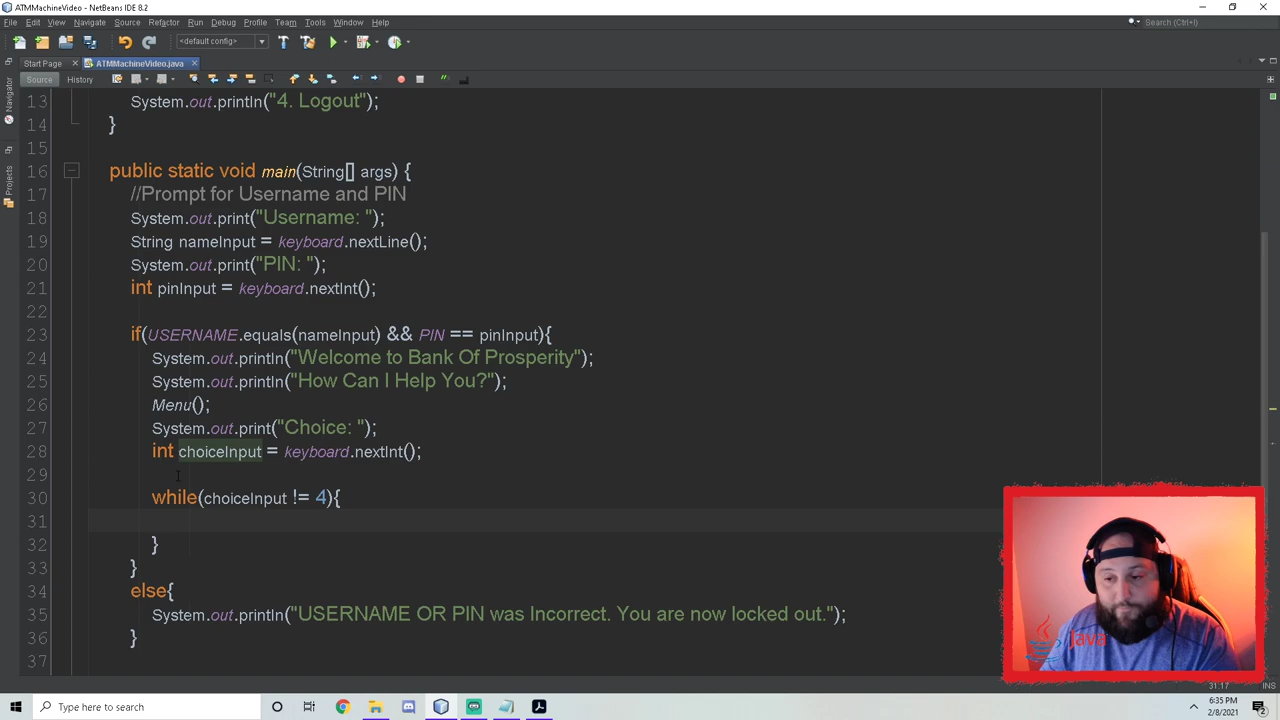 ATMMachineVideo - NetBeans IDE 8.2
File Edit View Navigate Source Refactor Run Debug Profile Team Tools Window Help
Search (Ctrl+I)
<default config>
Start Page
ATMMachineVideo.java
Source History
Navigator
Projects
13 System.out.println("4. Logout");
14 }
15
16 public static void main(String[] args) {
17 //Prompt for Username and PIN
18 System.out.print("Username: ");
19 String nameInput = keyboard.nextLine();
20 System.out.print("PIN: ");
21 int pinInput = keyboard.nextInt();
22
23 if(USERNAME.equals(nameInput) && PIN == pinInput){
24 System.out.println("Welcome to Bank Of Prosperity");
25 System.out.println("How Can I Help You?");
26 Menu();
27 System.out.print("Choice: ");
28 int choiceInput = keyboard.nextInt();
29
30 while(choiceInput != 4){
31
32 }
33 }
34 else{
35 System.out.println("USERNAME OR PIN was Incorrect. You are now locked out.");
36 }
37
Java
31:17 INS
Type here to search
6:35 PM
2/8/2021
2